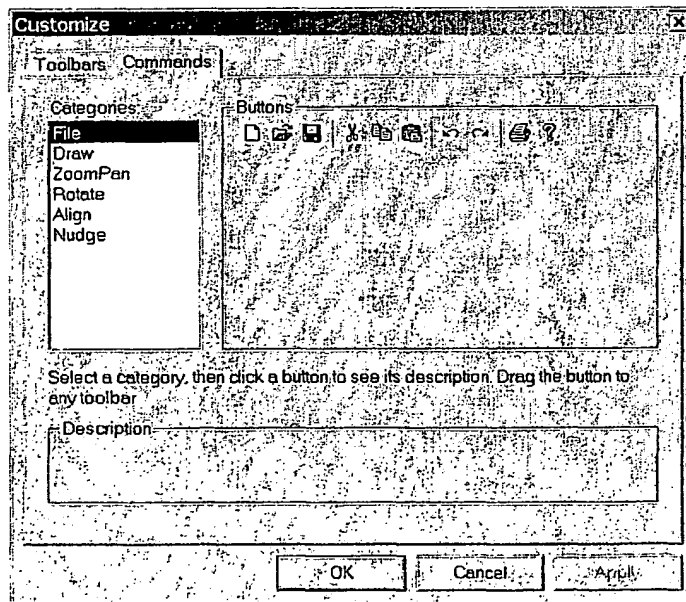 Customize
Toolbars Commands
Categories
Buttons
File
Draw
ZoomPan
Rotate
Align
Nudge
Select a category, then click a button to see its description. Drag the button to
any toolbar
Description
OK
Cancel